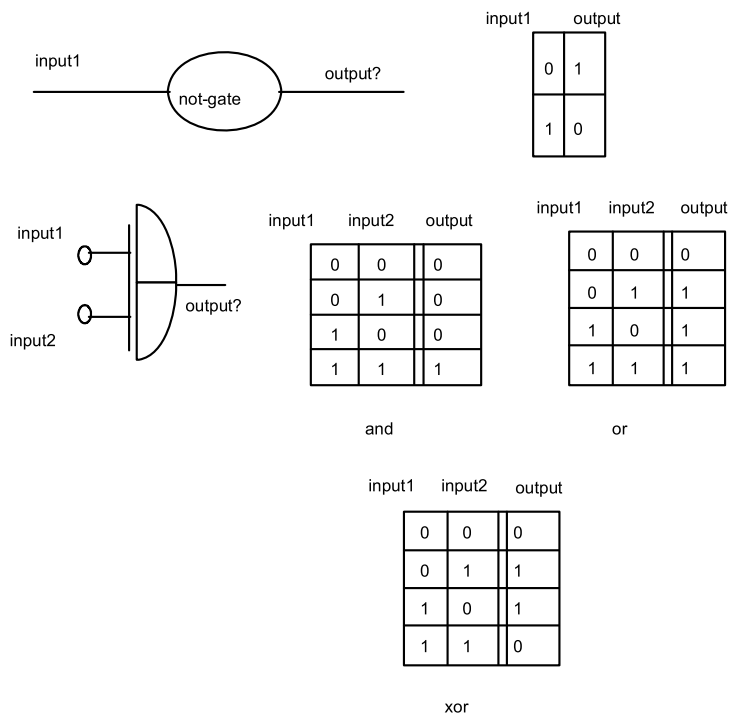 input1 output
input1
output?
not-gate
0 1
1 0
input1
input2
output?
input1 input2 output
0 0 0
0 1 0
1 0 0
1 1 1
and
input1 input2 output
0 0 0
0 1 1
1 0 1
1 1 1
or
input1 input2 output
0 0 0
0 1 1
1 0 1
1 1 0
xor